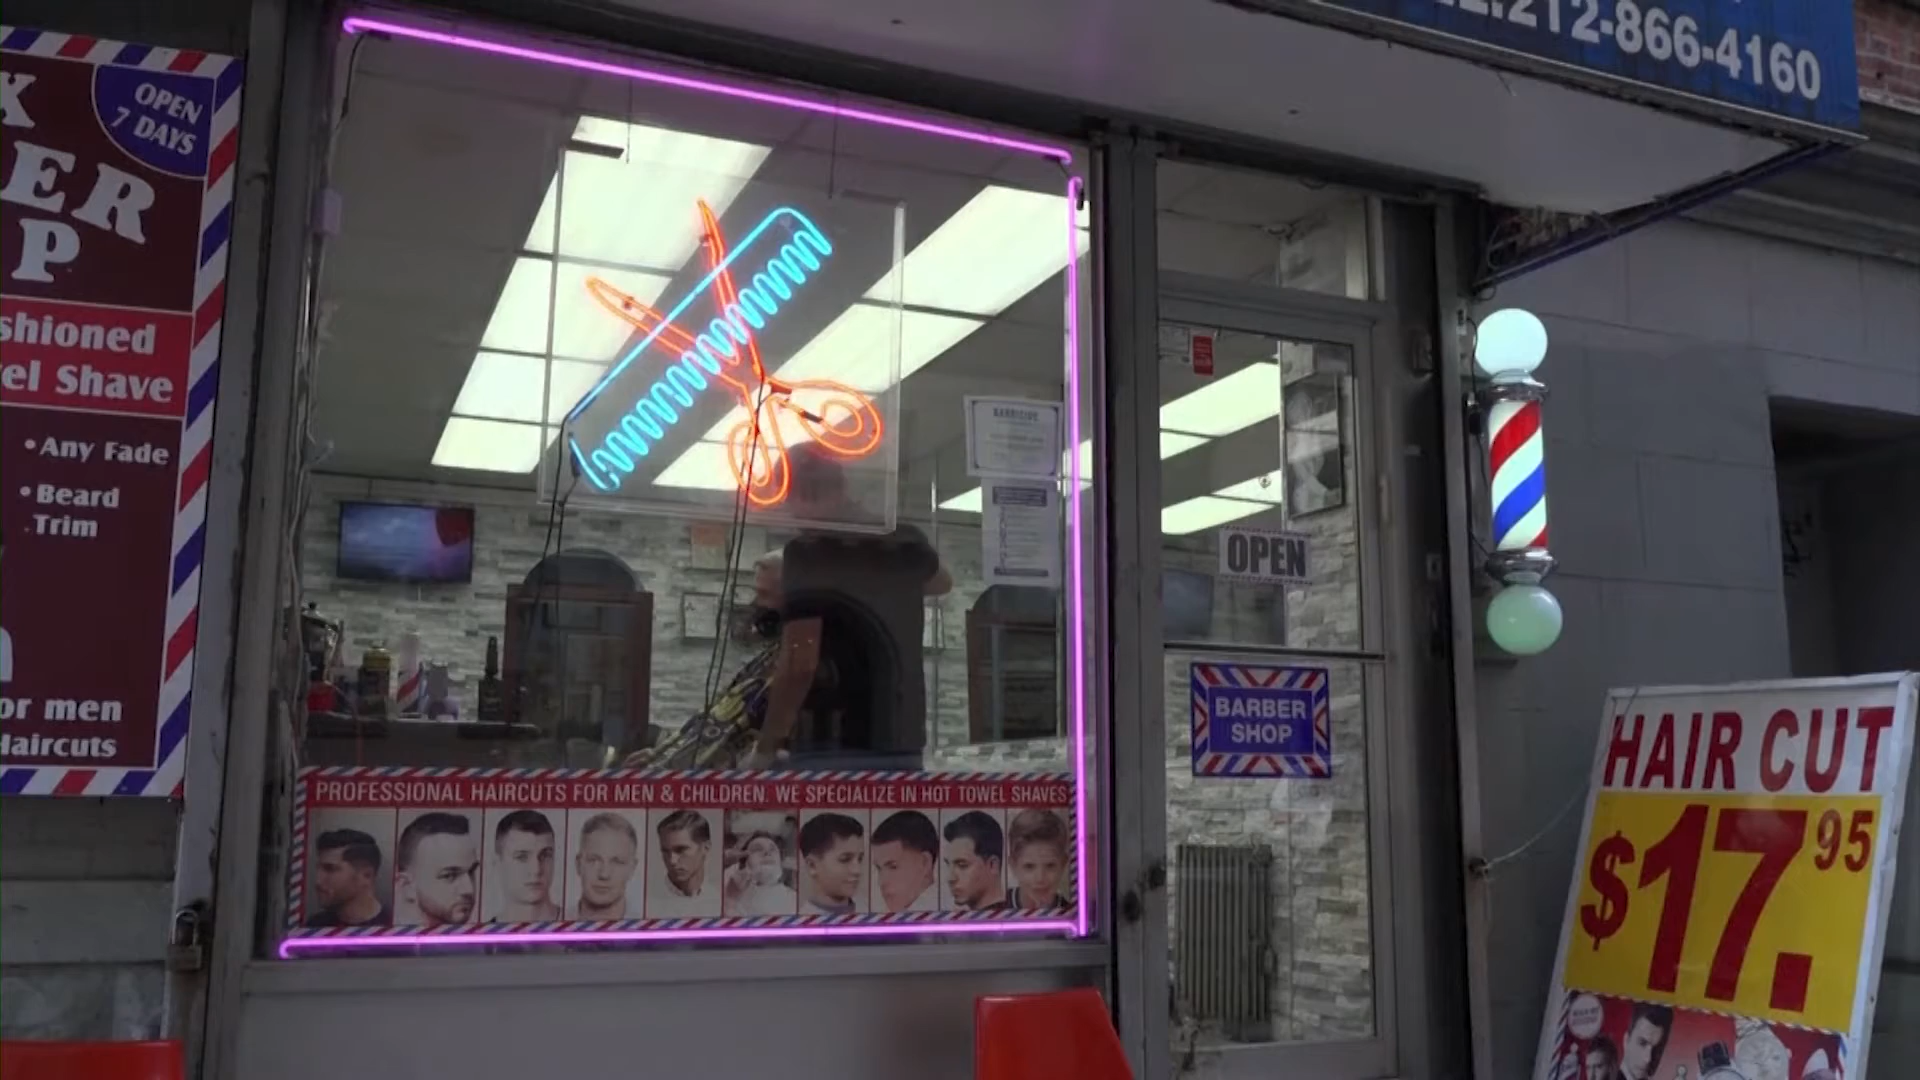 212-866-4160
OPEN
7 DAYS
X
ER
P
shioned
el Shave
•Any Fade
•Beard
Trim
or men
Haircuts
BARBICIDE
OPEN
BARBER
SHOP
PROFESSIONAL HAIRCUTS FOR MEN & CHILDREN. WE SPECIALIZE IN HOT TOWEL SHAVES
HAIR CUT
$17.95